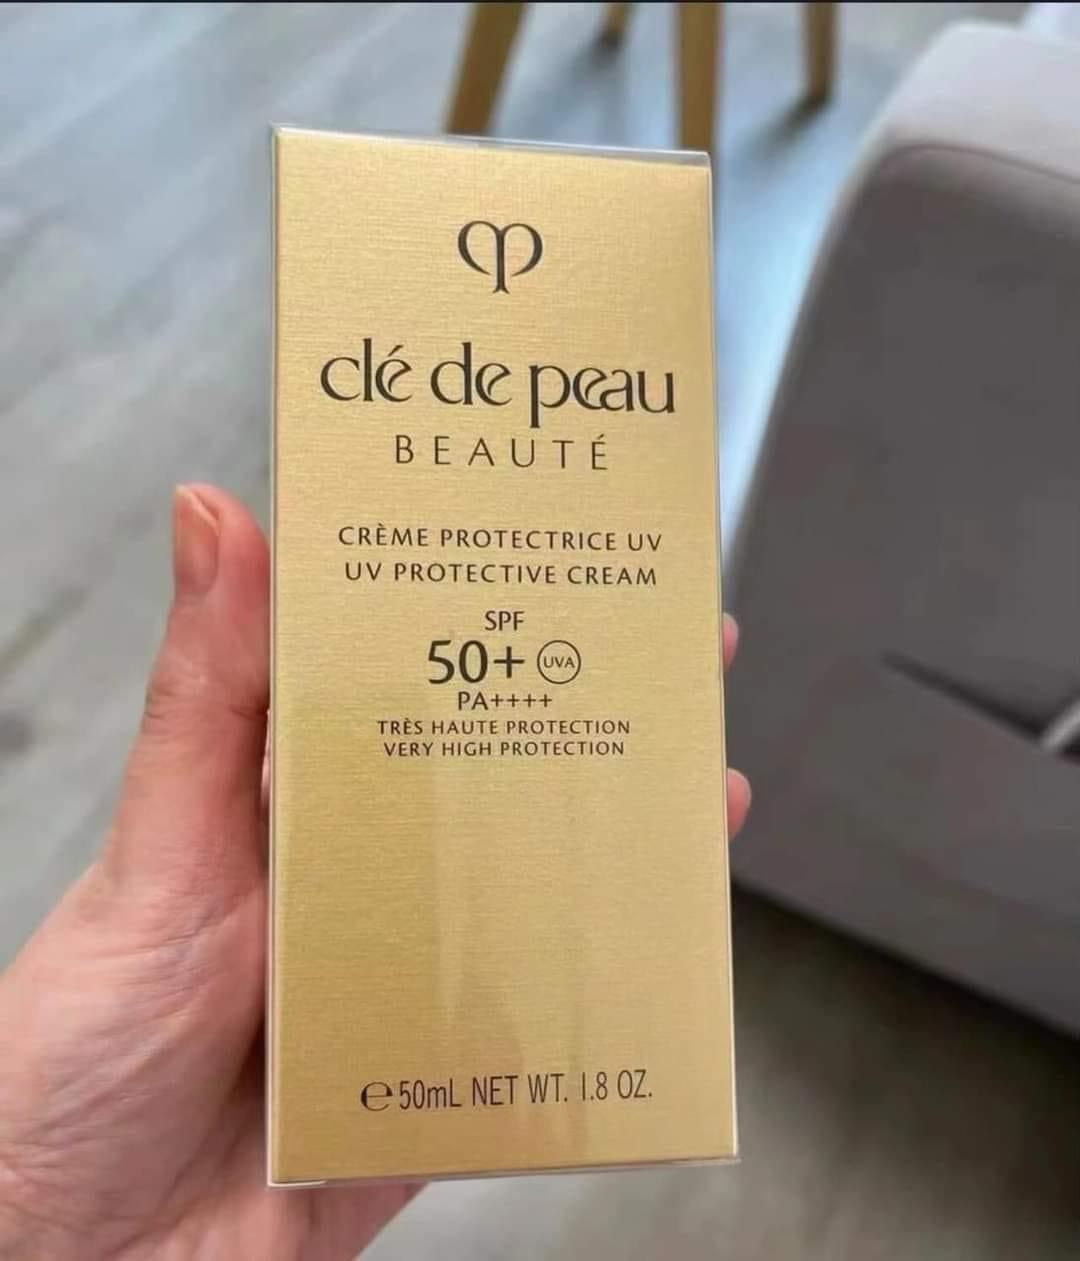 clé de peau
BEAUTÉ
CRÈME PROTECTRICE UV
UV PROTECTIVE CREAM
SPF
50+ UVA
PA++++
TRÈS HAUTE PROTECTION
VERY HIGH PROTECTION
℮50mL NET WT. 1.8 OZ.